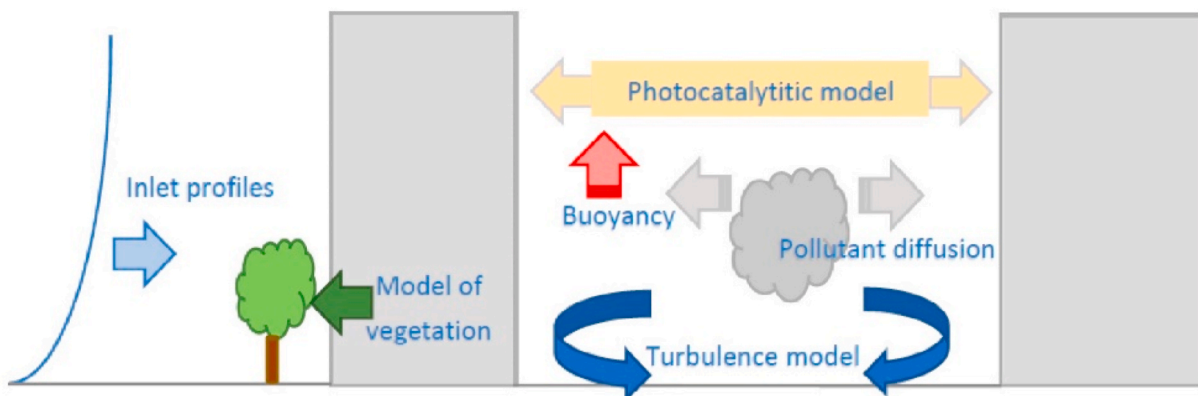 Photocatalytitic model
Inlet profiles
Buoyancy
Pollutant diffusion
Model of
vegetation
Turbulence model